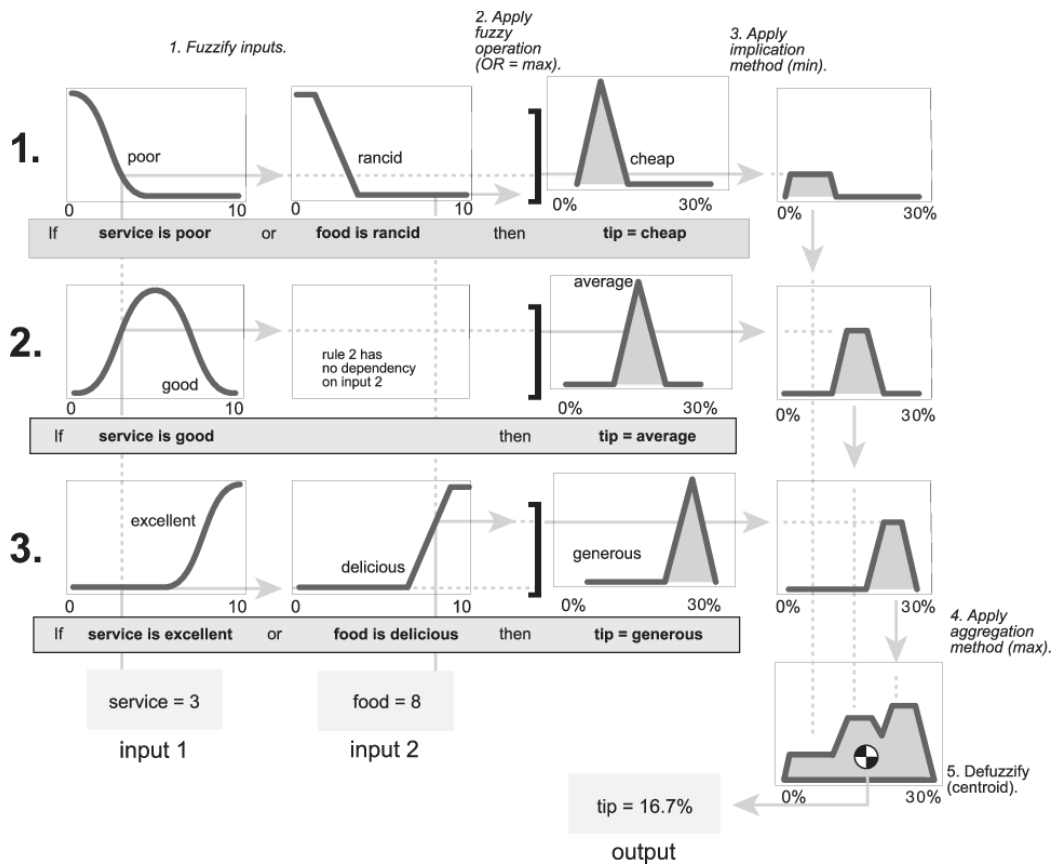 1. Fuzzify inputs.
2. Apply
fuzzy
operation
(OR = max).
3. Apply
implication
method (min).
1.
poor
rancid
cheap
0 10
0 10
0% 30%
0% 30%
If service is poor or food is rancid then tip = cheap
2.
good
rule 2 has
no dependency
on input 2
average
0 10
0% 30%
0% 30%
If service is good then tip = average
3.
excellent
delicious
generous
0 10
0 10
0% 30%
0% 30%
If service is excellent or food is delicious then tip = generous
4. Apply
aggregation
method (max).
service = 3
input 1
food = 8
input 2
0% 30%
5. Defuzzify
(centroid).
tip = 16.7%
output